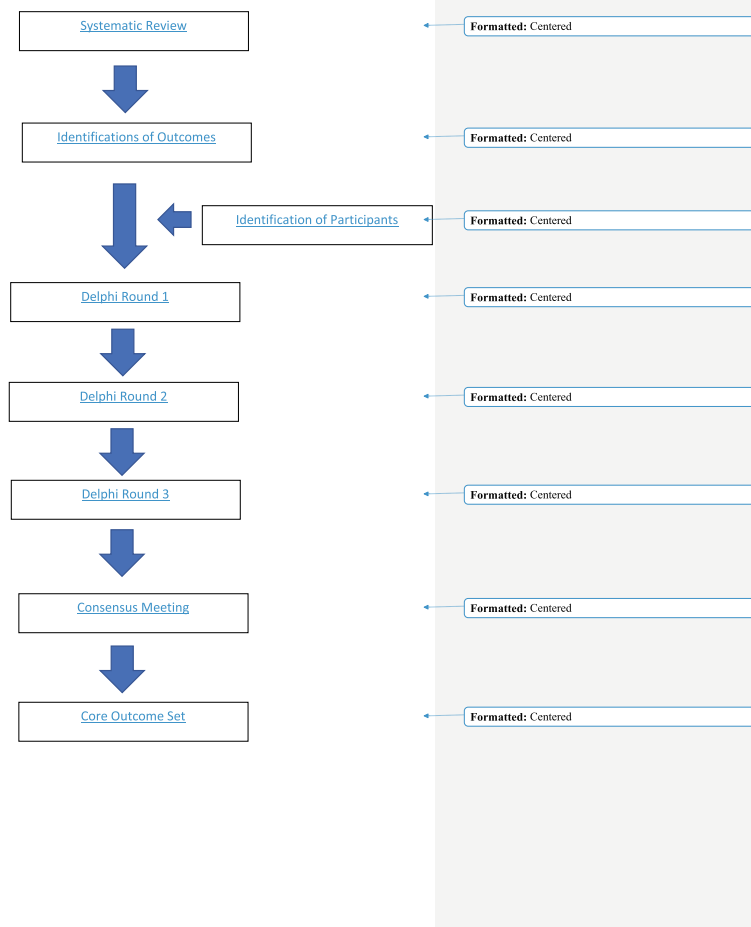 Systematic Review
Formatted: Centered
Identifications of Outcomes
Formatted: Centered
Identification of Participants
Formatted: Centered
Delphi Round 1
Formatted: Centered
Delphi Round 2
Formatted: Centered
Delphi Round 3
Formatted: Centered
Consensus Meeting
Formatted: Centered
Core Outcome Set
Formatted: Centered